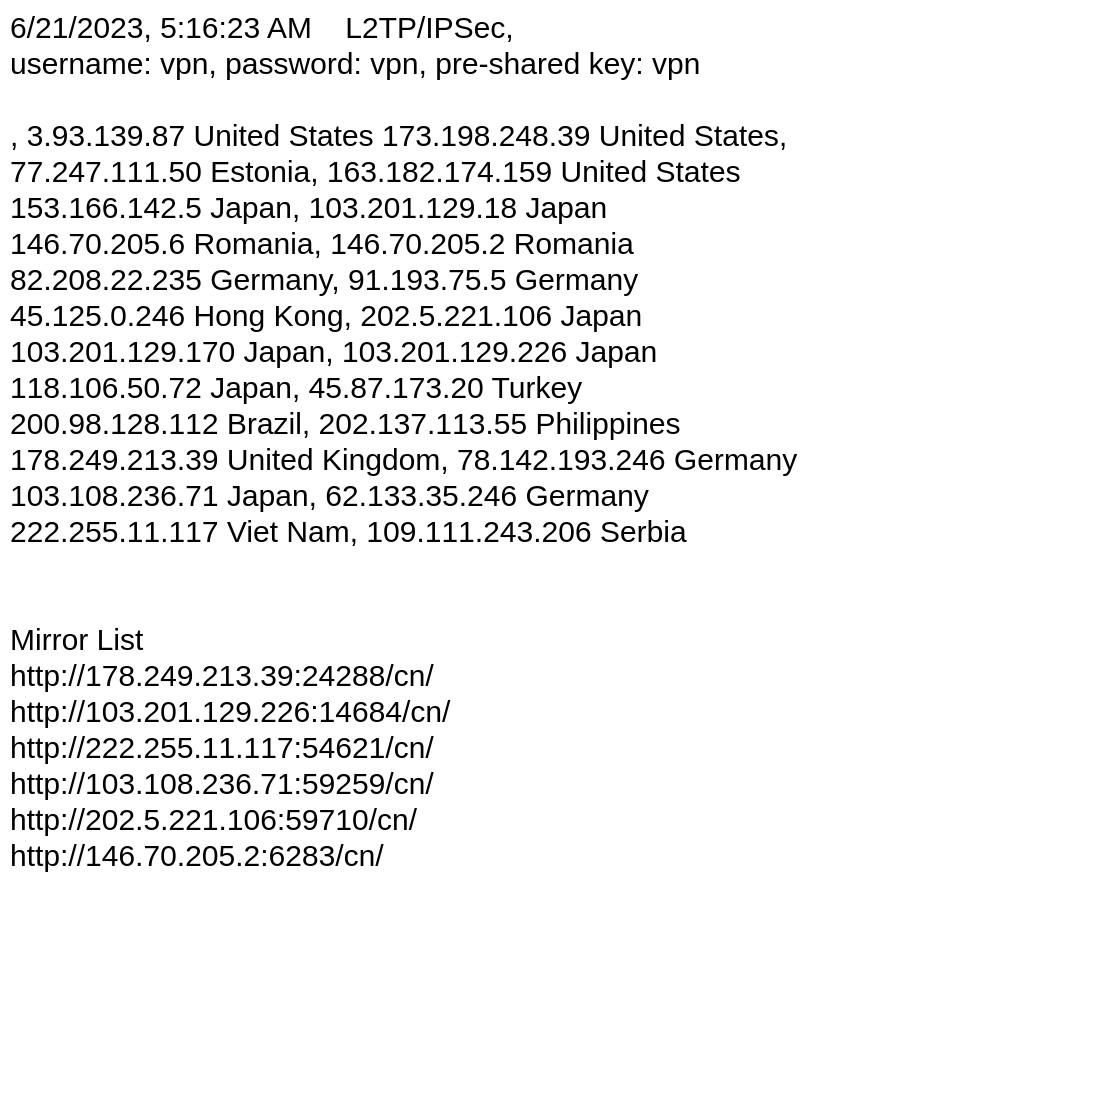 6/21/2023, 5:16:23 AM    L2TP/IPSec,
username: vpn, password: vpn, pre-shared key: vpn
, 3.93.139.87 United States 173.198.248.39 United States,
77.247.111.50 Estonia, 163.182.174.159 United States
153.166.142.5 Japan, 103.201.129.18 Japan
146.70.205.6 Romania, 146.70.205.2 Romania
82.208.22.235 Germany, 91.193.75.5 Germany
45.125.0.246 Hong Kong, 202.5.221.106 Japan
103.201.129.170 Japan, 103.201.129.226 Japan
118.106.50.72 Japan, 45.87.173.20 Turkey
200.98.128.112 Brazil, 202.137.113.55 Philippines
178.249.213.39 United Kingdom, 78.142.193.246 Germany
103.108.236.71 Japan, 62.133.35.246 Germany
222.255.11.117 Viet Nam, 109.111.243.206 Serbia
Mirror List
http://178.249.213.39:24288/cn/
http://103.201.129.226:14684/cn/
http://222.255.11.117:54621/cn/
http://103.108.236.71:59259/cn/
http://202.5.221.106:59710/cn/
http://146.70.205.2:6283/cn/